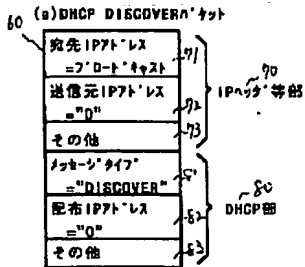 (a)DHCP DISCOVERパケット
60
宛先IPアドレス
=ブロードキャスト
71
70
IPヘッダ等部
送信元IPアドレス
="0"
72
その他
73
メッセージタイプ
="DISCOVER"
81
80
DHCP部
配布IPアドレス
="0"
82
その他
83